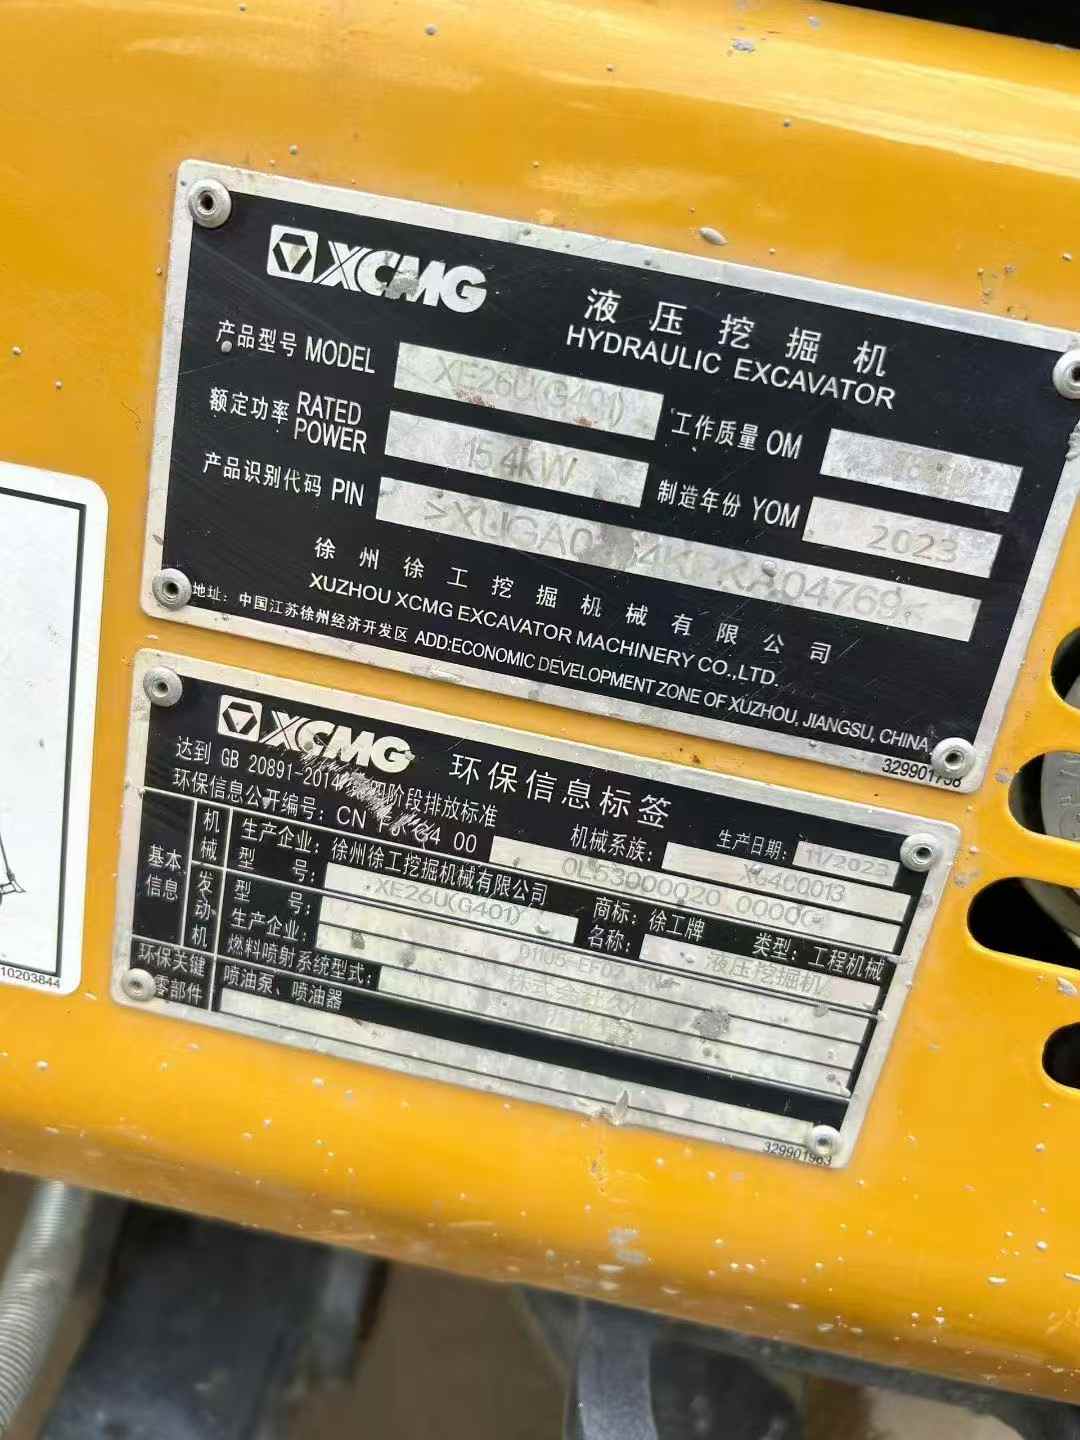 XCMG
液压挖掘机
HYDRAULIC EXCAVATOR
产品型号 MODEL XE26U(G401) 工作质量 OM
额定功率 RATED POWER 15.4kW 制造年份 YOM 2023
产品识别代码 PIN
徐州徐工挖掘机械有限公司
XUZHOU XCMG EXCAVATOR MACHINERY CO.,LTD.
地址：中国江苏徐州经济开发区 ADD:ECONOMIC DEVELOPMENT ZONE OF XUZHOU, JIANGSU, CHINA
XCMG 环保信息标签
达到 GB 20891-2014 四阶段排放标准 生产日期： 11/2023
环保信息公开编号： CN G4 00 机械系族：
基本信息
机械
生产企业：徐州徐工挖掘机械有限公司 商标：徐工牌 类型：工程机械
型号： XE26U(G401) 名称： 液压挖掘机
发动机
型号：
生产企业：
环保关键零部件
燃料喷射系统型式：
喷油泵、喷油器
329901983
10203844